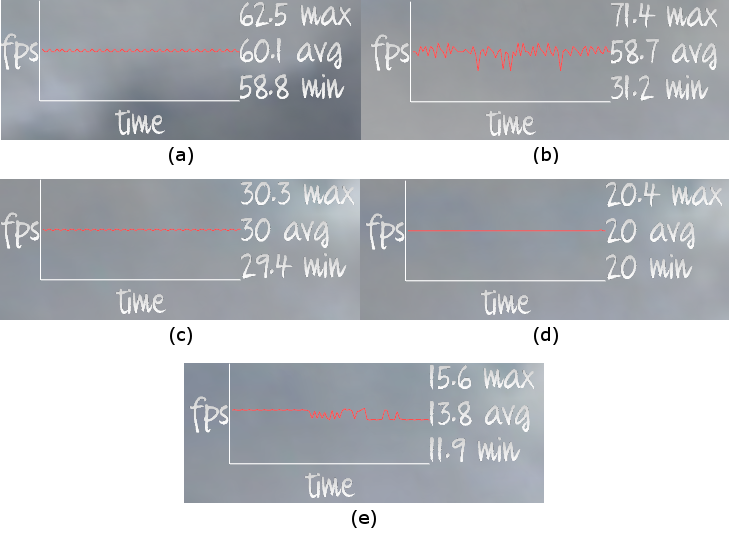 62.5 max
fps 60.1 avg
58.8 min
time
(a)
71.4 max
fps 58.7 avg
31.2 min
time
(b)
30.3 max
fps 30 avg
29.4 min
time
(c)
20.4 max
fps 20 avg
20 min
time
(d)
15.6 max
fps 13.8 avg
11.9 min
time
(e)